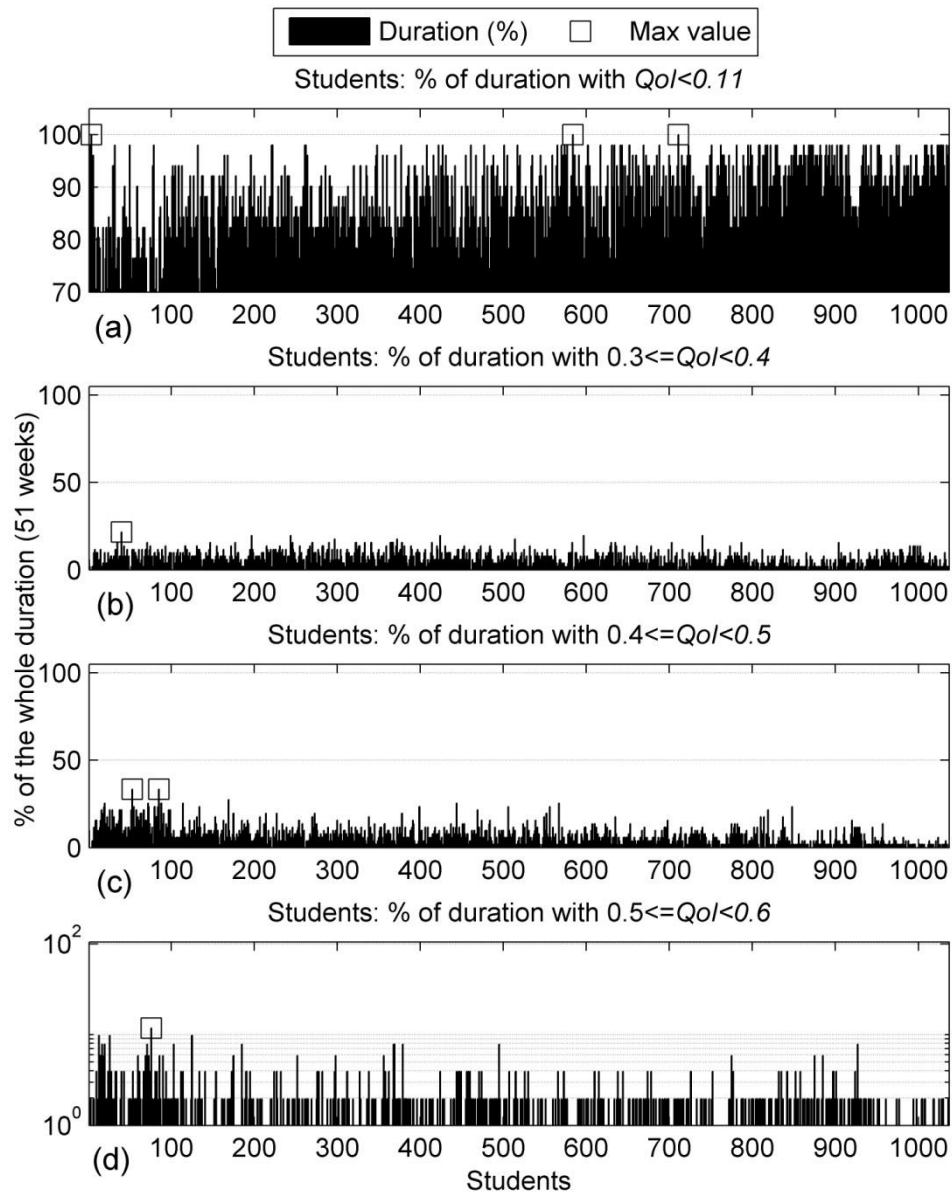 Duration (%) Max value
Students: % of duration with QoI<0.11
100
90
80
70
100 200 300 400 500 600 700 800 900 1000
(a)
Students: % of duration with 0.3<=QoI<0.4
100
50
0
100 200 300 400 500 600 700 800 900 1000
(b)
Students: % of duration with 0.4<=QoI<0.5
100
50
0
100 200 300 400 500 600 700 800 900 1000
(c)
Students: % of duration with 0.5<=QoI<0.6
10²
10⁰
100 200 300 400 500 600 700 800 900 1000
(d)
Students
% of the whole duration (51 weeks)